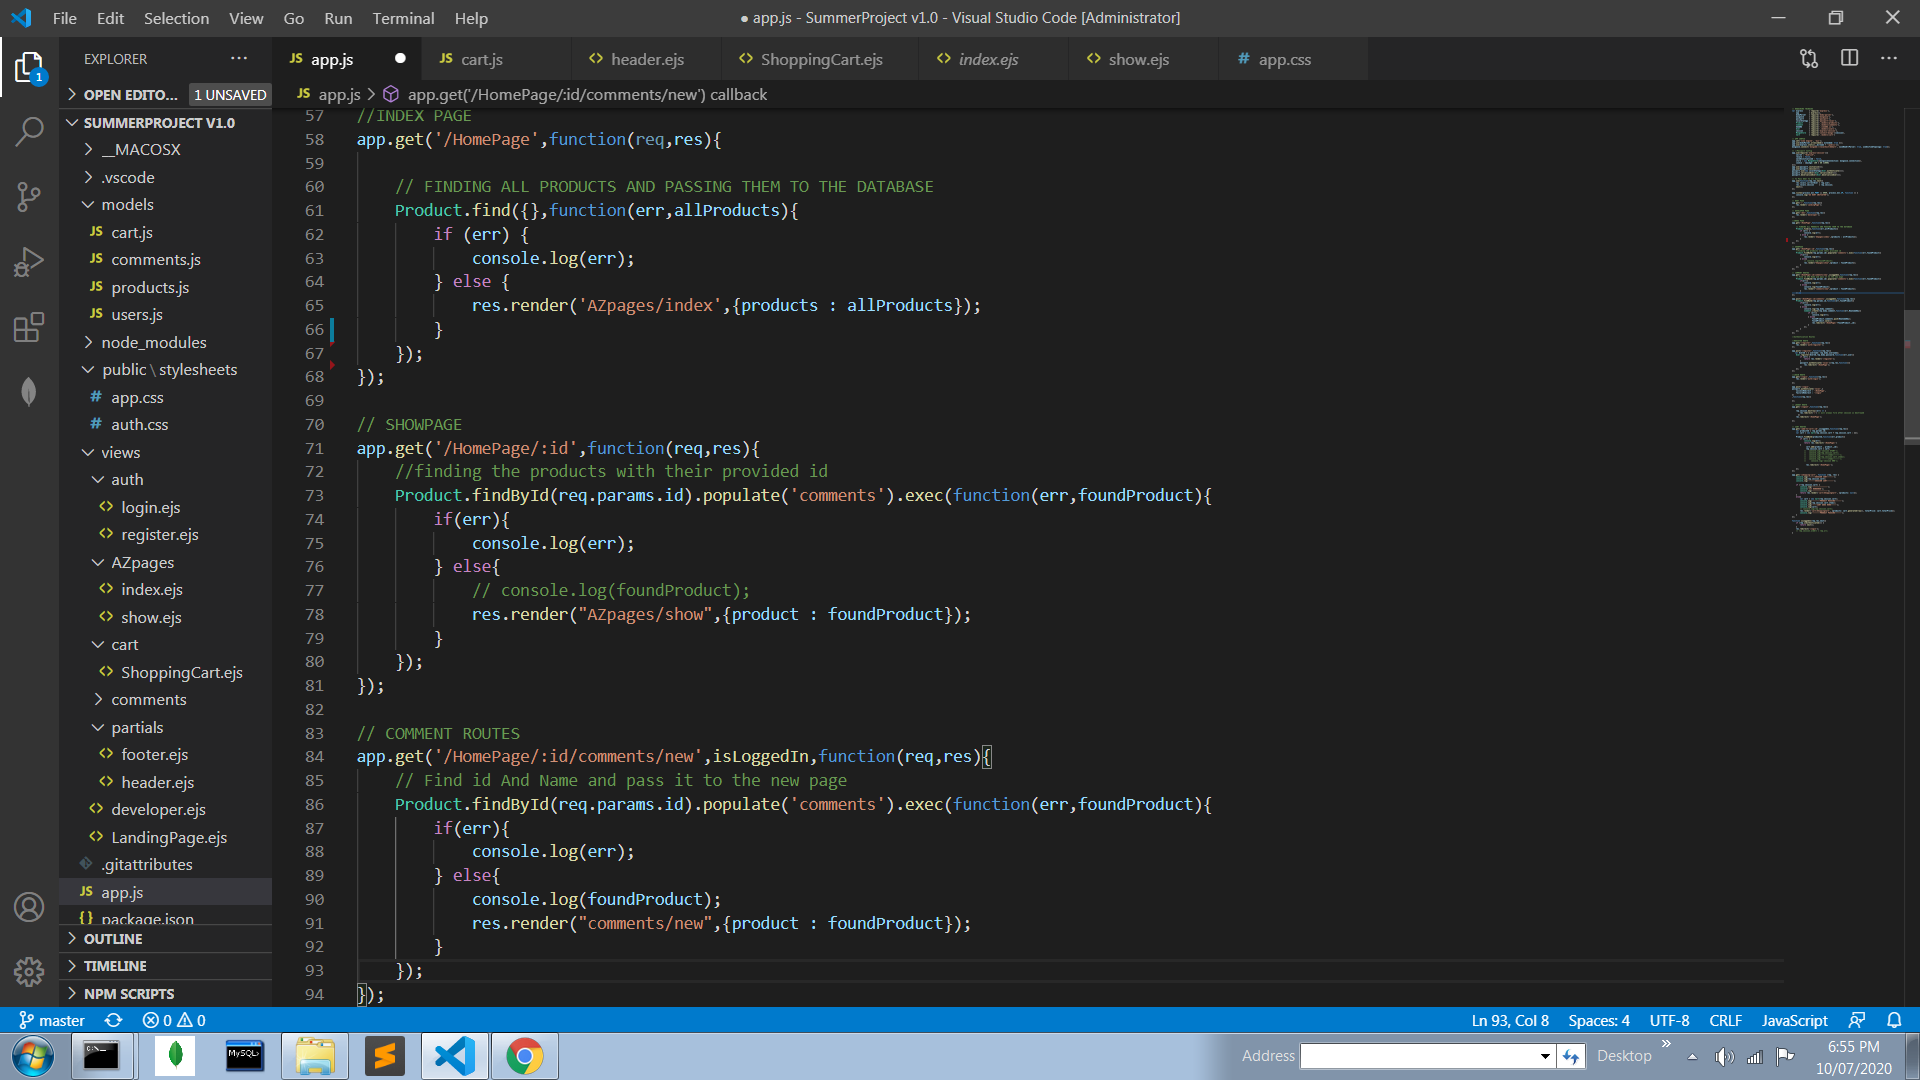 File Edit Selection View Go Run Terminal Help
● app.js - SummerProject v1.0 - Visual Studio Code [Administrator]
EXPLORER ···
JS app.js ●
JS cart.js
<> header.ejs
<> ShoppingCart.ejs
<> index.ejs
<> show.ejs
# app.css
1
OPEN EDITO... 1 UNSAVED
SUMMERPROJECT V1.0
__MACOSX
.vscode
models
JS cart.js
JS comments.js
JS products.js
JS users.js
node_modules
public \ stylesheets
# app.css
# auth.css
views
auth
<> login.ejs
<> register.ejs
AZpages
<> index.ejs
<> show.ejs
cart
<> ShoppingCart.ejs
comments
partials
<> footer.ejs
<> header.ejs
<> developer.ejs
<> LandingPage.ejs
.gitattributes
JS app.js
{} package.json
OUTLINE
TIMELINE
NPM SCRIPTS
JS app.js > app.get('/HomePage/:id/comments/new') callback
57 //INDEX PAGE
58 app.get('/HomePage',function(req,res){
59
60 // FINDING ALL PRODUCTS AND PASSING THEM TO THE DATABASE
61 Product.find({},function(err,allProducts){
62 if (err) {
63 console.log(err);
64 } else {
65 res.render('AZpages/index',{products : allProducts});
66 }
67 });
68 });
69
70 // SHOWPAGE
71 app.get('/HomePage/:id',function(req,res){
72 //finding the products with their provided id
73 Product.findById(req.params.id).populate('comments').exec(function(err,foundProduct){
74 if(err){
75 console.log(err);
76 } else{
77 // console.log(foundProduct);
78 res.render("AZpages/show",{product : foundProduct});
79 }
80 });
81 });
82
83 // COMMENT ROUTES
84 app.get('/HomePage/:id/comments/new',isLoggedIn,function(req,res){
85 // Find id And Name and pass it to the new page
86 Product.findById(req.params.id).populate('comments').exec(function(err,foundProduct){
87 if(err){
88 console.log(err);
89 } else{
90 console.log(foundProduct);
91 res.render("comments/new",{product : foundProduct});
92 }
93 });
94 });
master 0 0
Ln 93, Col 8 Spaces: 4 UTF-8 CRLF JavaScript
C:\_
MySQL>
Address
Desktop »
6:55 PM
10/07/2020